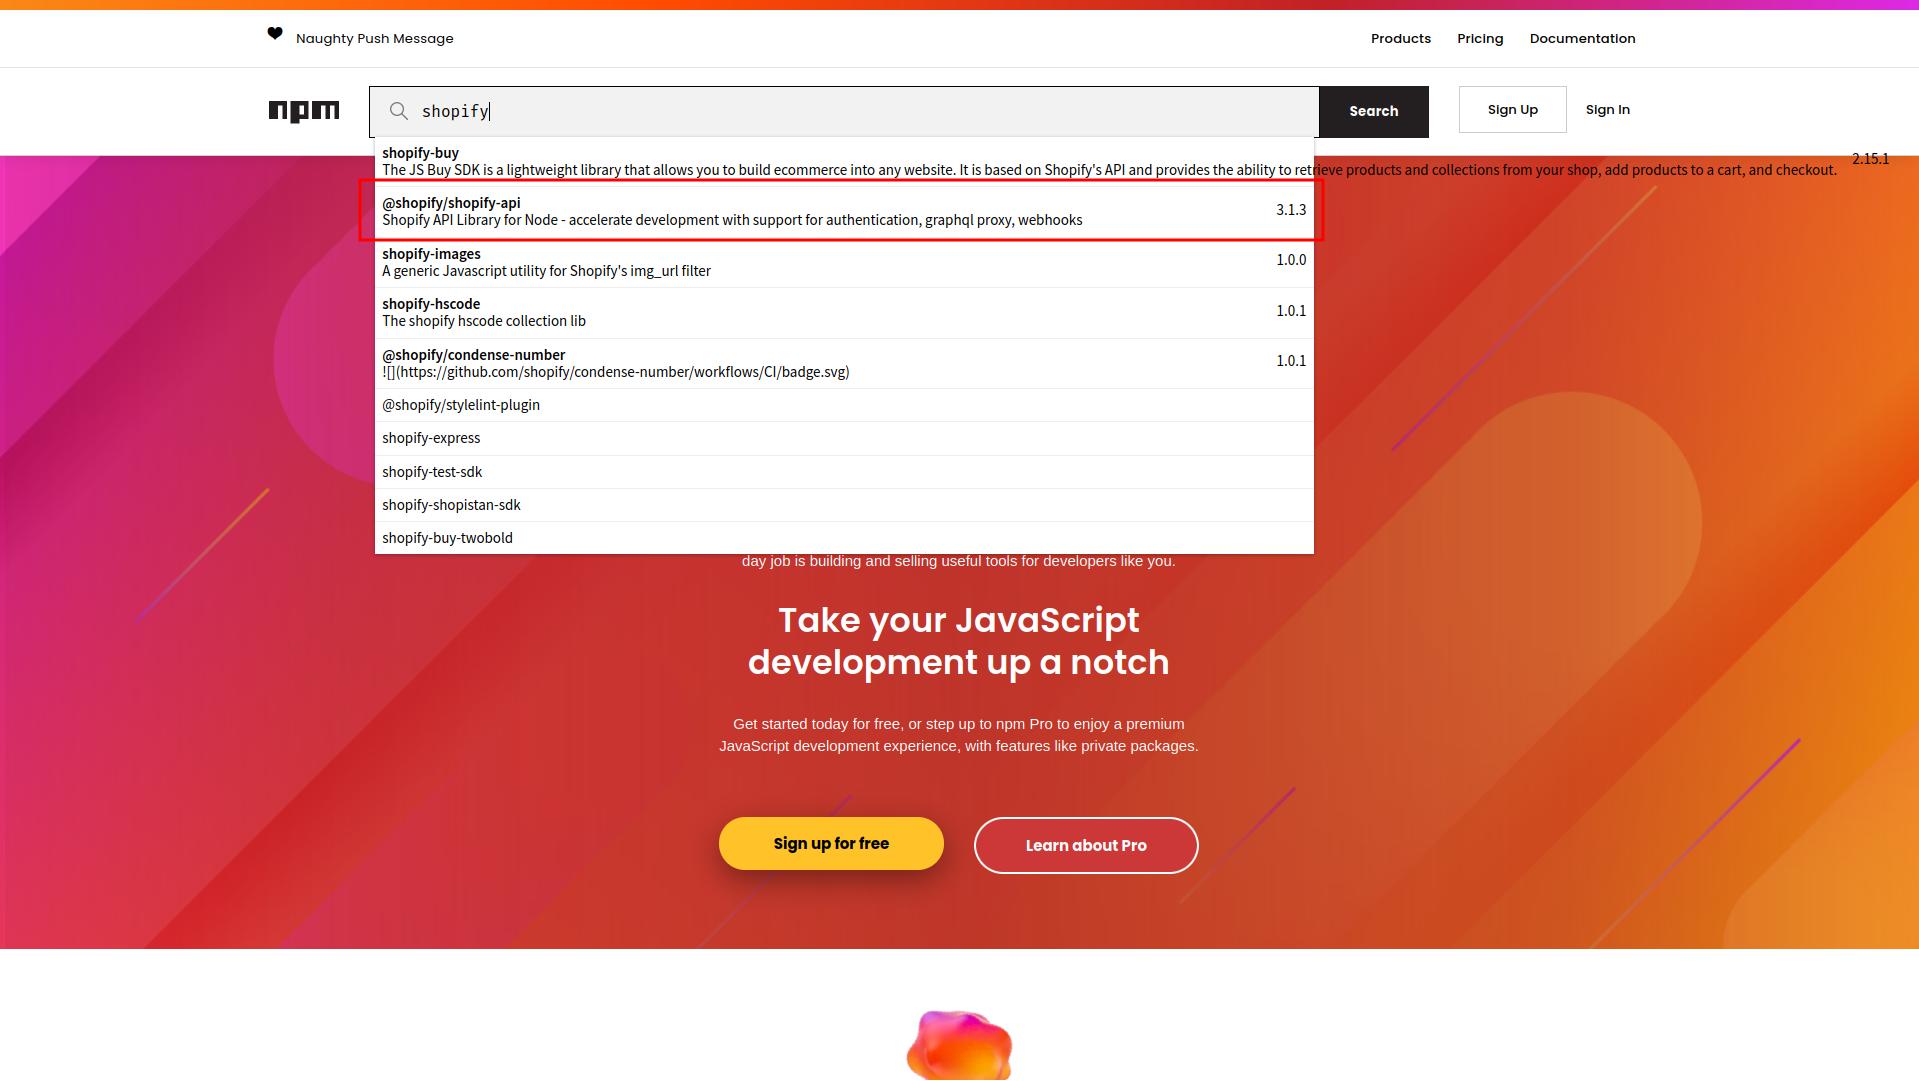 Naughty Push Message
Products
Pricing
Documentation
npm
shopify
Search
Sign Up
Sign In
shopify-buy
The JS Buy SDK is a lightweight library that allows you to build ecommerce into any website. It is based on Shopify's API and provides the ability to retrieve products and collections from your shop, add products to a cart, and checkout.
2.15.1
@shopify/shopify-api
Shopify API Library for Node - accelerate development with support for authentication, graphql proxy, webhooks
3.1.3
shopify-images
A generic Javascript utility for Shopify's img_url filter
1.0.0
shopify-hscode
The shopify hscode collection lib
1.0.1
@shopify/condense-number
![](https://github.com/shopify/condense-number/workflows/CI/badge.svg)
1.0.1
@shopify/stylelint-plugin
shopify-express
shopify-test-sdk
shopify-shopistan-sdk
shopify-buy-twobold
day job is building and selling useful tools for developers like you.
Take your JavaScript
development up a notch
Get started today for free, or step up to npm Pro to enjoy a premium
JavaScript development experience, with features like private packages.
Sign up for free
Learn about Pro